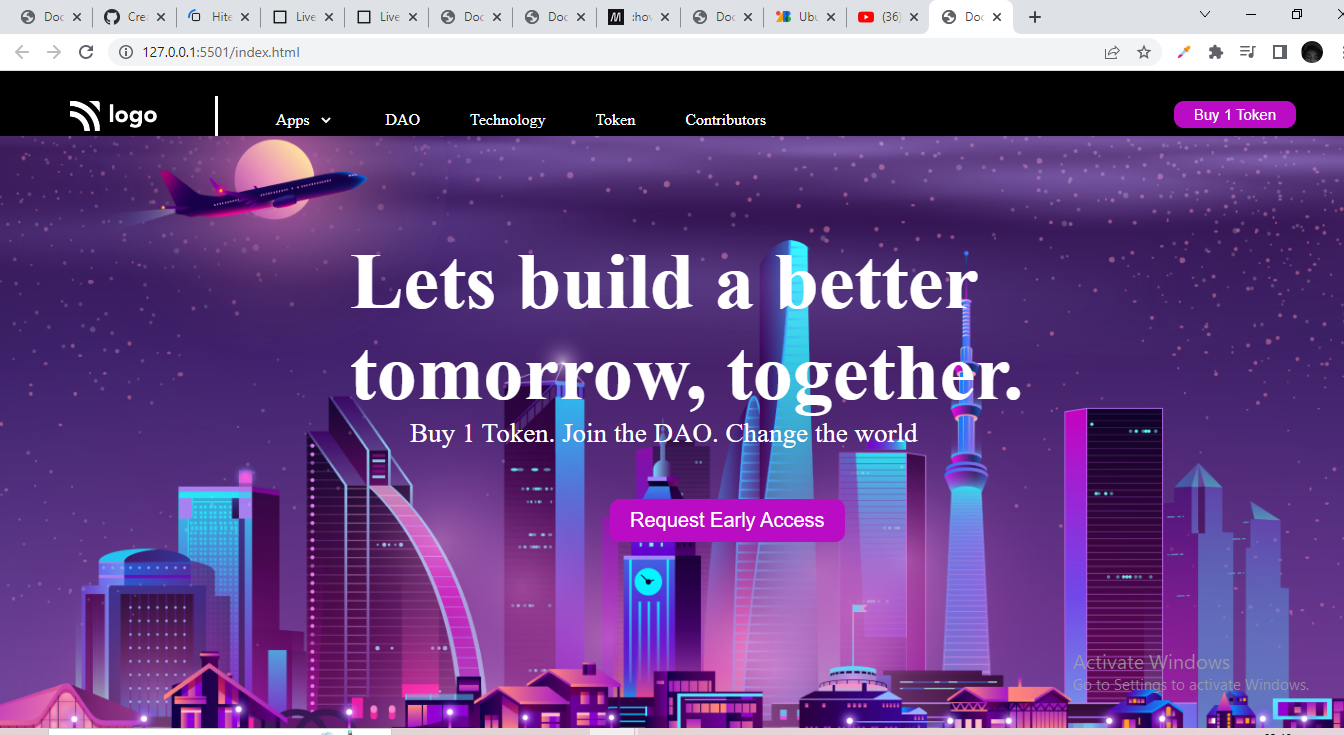 Doc
Crea
Hite
Live
Live
Doc
Doc
:hov
Doc
Ubu
(36)
Doc
127.0.0.1:5501/index.html
logo
Apps
DAO
Technology
Token
Contributors
Buy 1 Token
Lets build a better
tomorrow, together.
Buy 1 Token. Join the DAO. Change the world
Request Early Access
Activate Windows
Go to Settings to activate Windows.